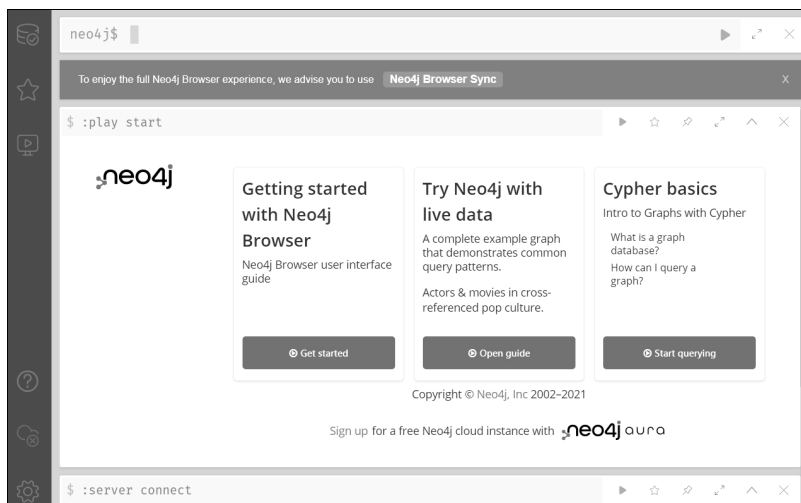 neo4j$
To enjoy the full Neo4j Browser experience, we advise you to use Neo4j Browser Sync
X
$ :play start
neo4j
Getting started
with Neo4j
Browser
Neo4j Browser user interface
guide
Get started
Try Neo4j with
live data
A complete example graph
that demonstrates common
query patterns.
Actors & movies in cross-
referenced pop culture.
Open guide
Cypher basics
Intro to Graphs with Cypher
What is a graph
database?
How can I query a
graph?
Start querying
Copyright © Neo4j, Inc 2002–2021
Sign up for a free Neo4j cloud instance with neo4j aura
$ :server connect